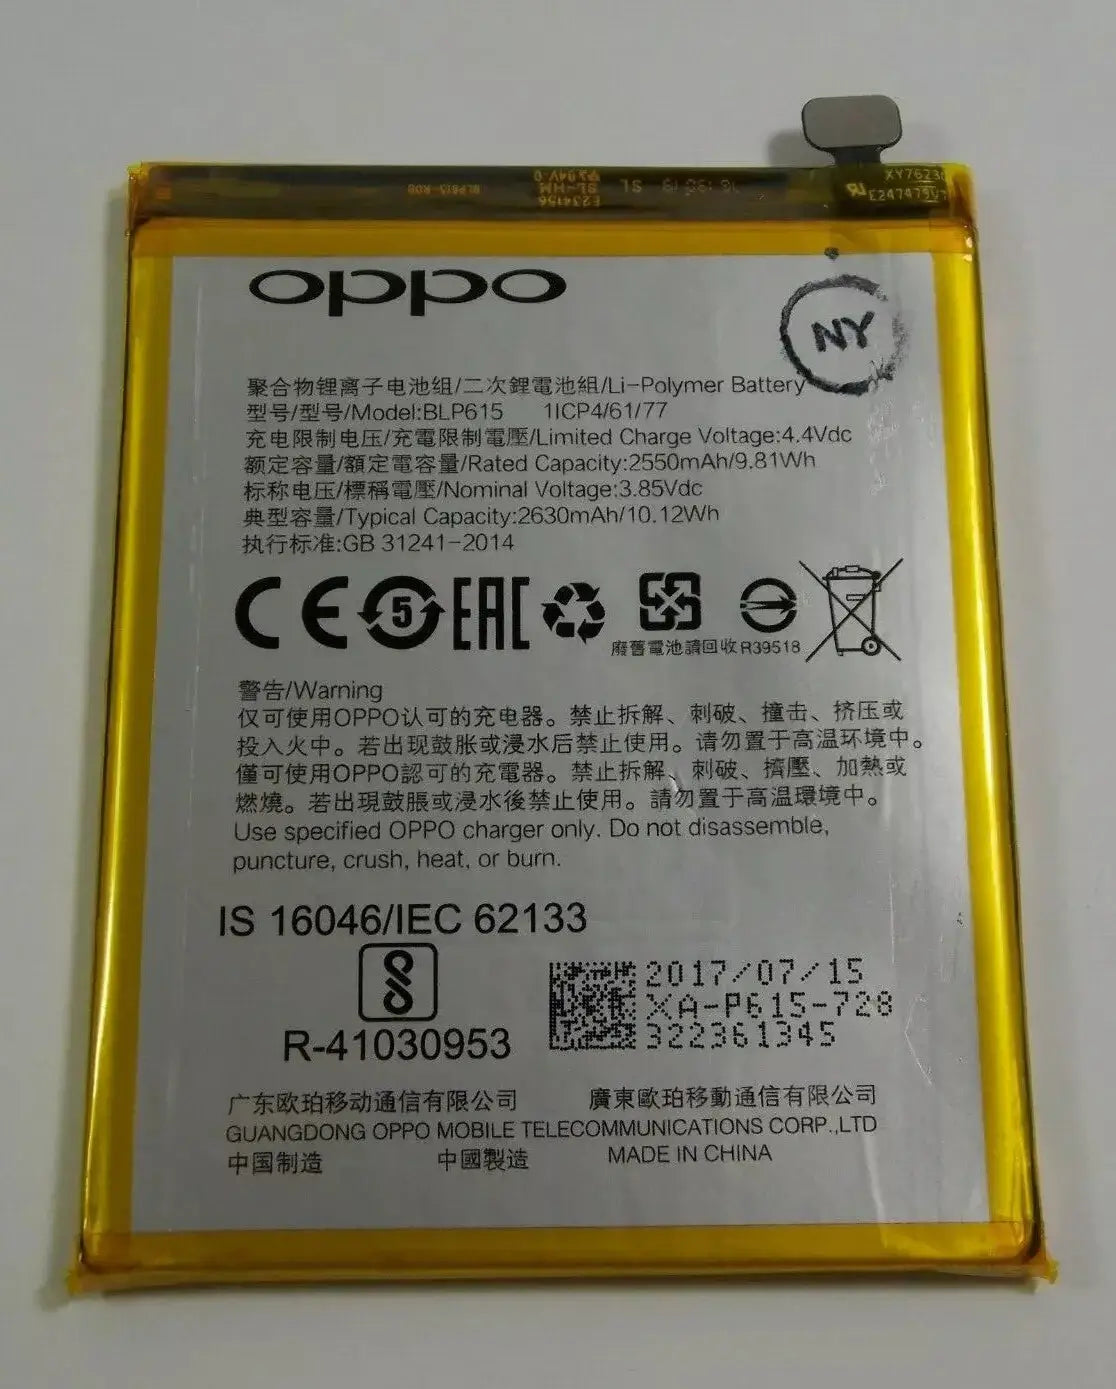 XY7623
E247479
E234156
SL-HM
94V-0
SL
oppo
NY
聚合物锂离子电池组/二次鋰電池組/Li-Polymer Battery
型号/型号/Model:BLP615 1ICP4/61/77
充电限制电压/充電限制電壓/Limited Charge Voltage:4.4Vdc
额定容量/額定電容量/Rated Capacity:2550mAh/9.81Wh
标称电压/標稱電壓/Nominal Voltage:3.85Vdc
典型容量/Typical Capacity:2630mAh/10.12Wh
执行标准:GB 31241-2014
CE 5 EAC
廢舊電池請回收 R39518
警告/Warning
仅可使用OPPO认可的充电器。禁止拆解、刺破、撞击、挤压或
投入火中。若出现鼓胀或浸水后禁止使用。请勿置于高温环境中。
僅可使用OPPO認可的充電器。禁止拆解、刺破、擠壓、加熱或
燃燒。若出現鼓脹或浸水後禁止使用。請勿置于高溫環境中。
Use specified OPPO charger only. Do not disassemble,
puncture, crush, heat, or burn.
IS 16046/IEC 62133
R-41030953
2017/07/15
XA-P615-728
322361345
广东欧珀移动通信有限公司 廣東歐珀移動通信有限公司
GUANGDONG OPPO MOBILE TELECOMMUNICATIONS CORP.,LTD
中国制造 中國製造 MADE IN CHINA